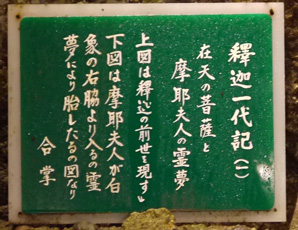 釋迦一代記(一)
在天の菩薩と
摩耶夫人の霊夢
上図は釋迦の前世を現すと
下図は摩耶夫人が白
象の右脇より入るの霊
夢により胎したるの図なり
合掌